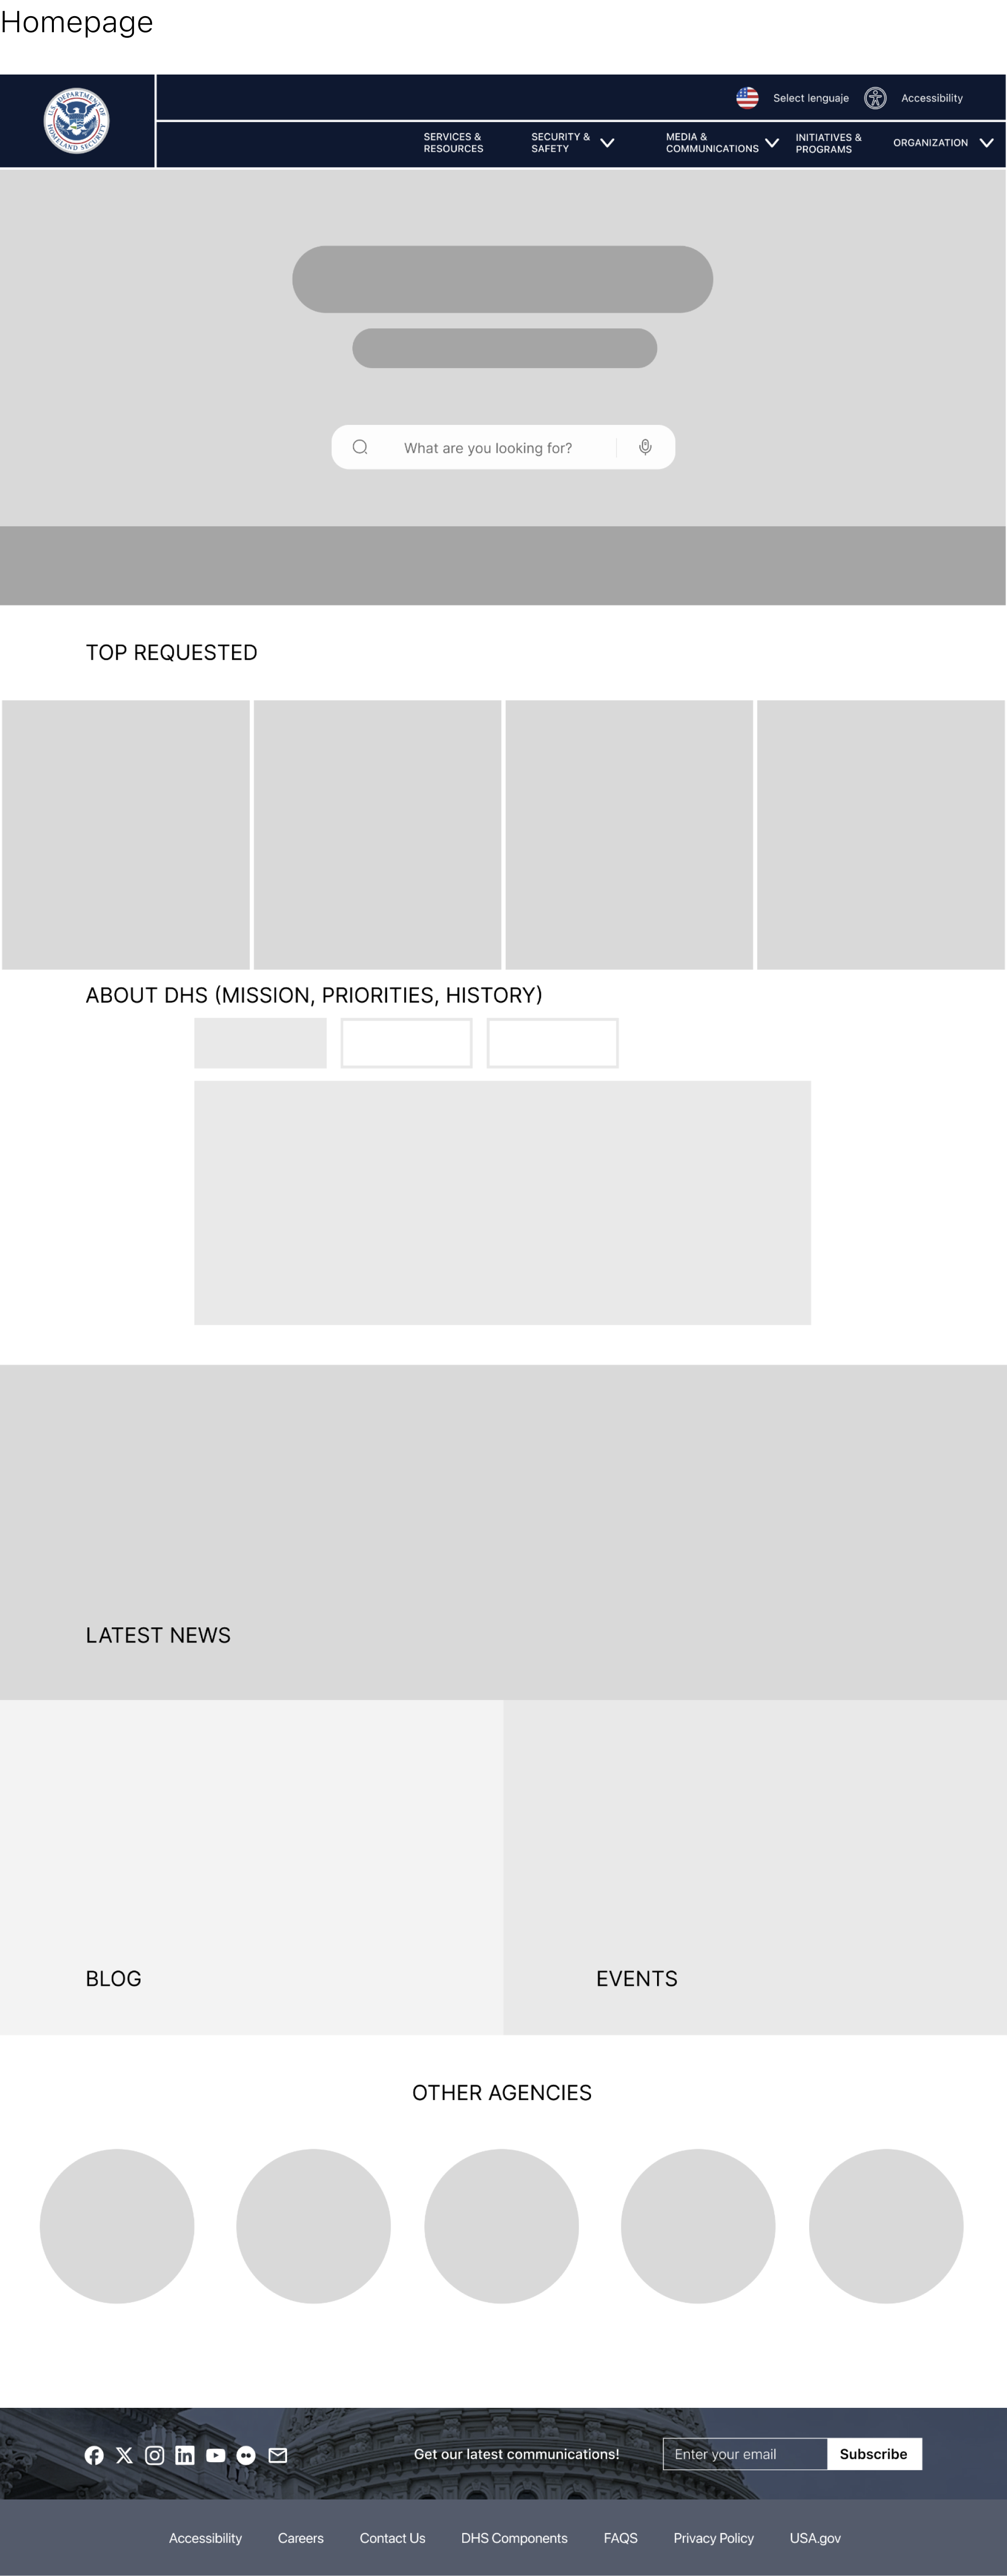 Homepage
U.S. DEPARTMENT OF
HOMELAND SECURITY
Select lenguaje
Accessibility
SERVICES &
RESOURCES
SECURITY &
SAFETY
MEDIA &
COMMUNICATIONS
INITIATIVES &
PROGRAMS
ORGANIZATION
What are you looking for?
TOP REQUESTED
ABOUT DHS (MISSION, PRIORITIES, HISTORY)
LATEST NEWS
BLOG
EVENTS
OTHER AGENCIES
Get our latest communications!
Enter your email
Subscribe
Accessibility
Careers
Contact Us
DHS Components
FAQS
Privacy Policy
USA.gov